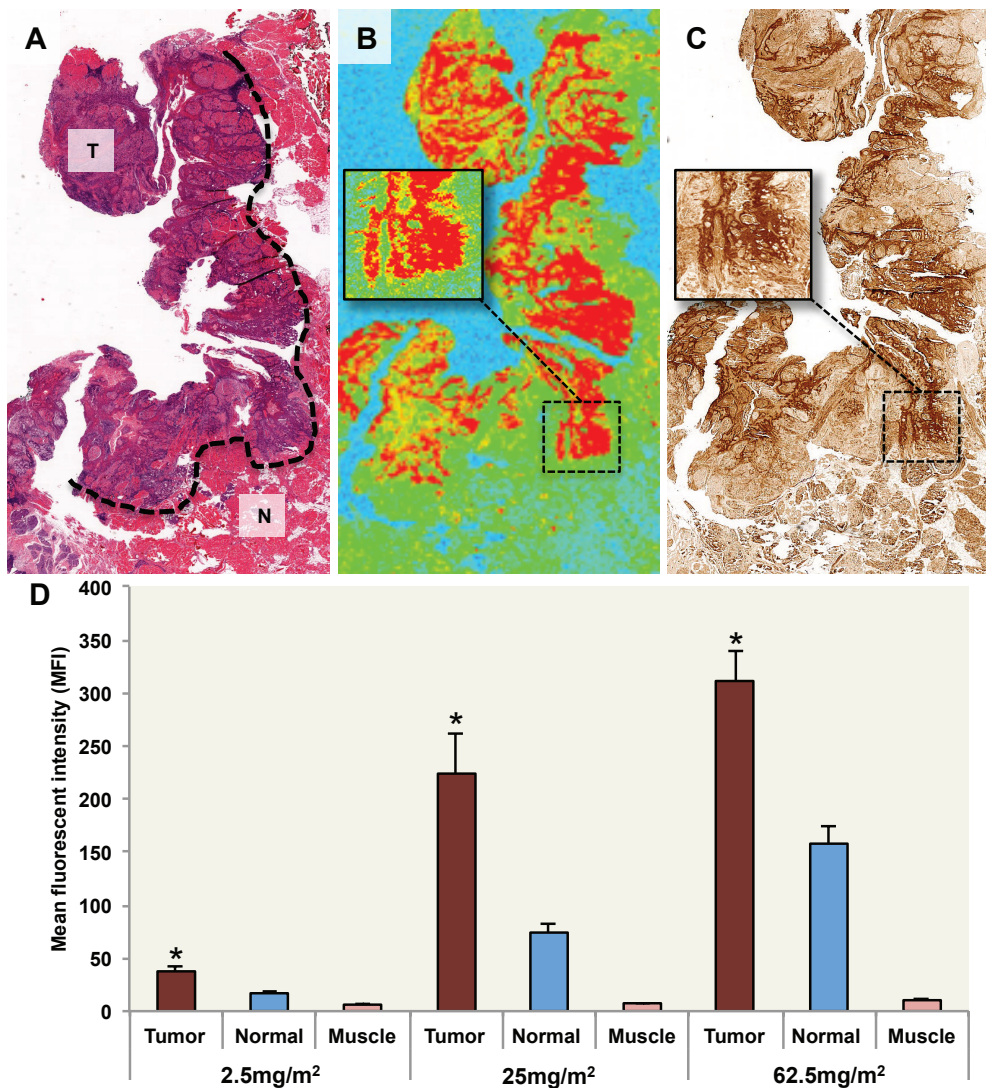 A
B
C
T
N
D
Mean fluorescent intensity (MFI)
400
350
300
250
200
150
100
50
0
*
*
*
Tumor Normal Muscle Tumor Normal Muscle Tumor Normal Muscle
2.5mg/m² 25mg/m² 62.5mg/m²